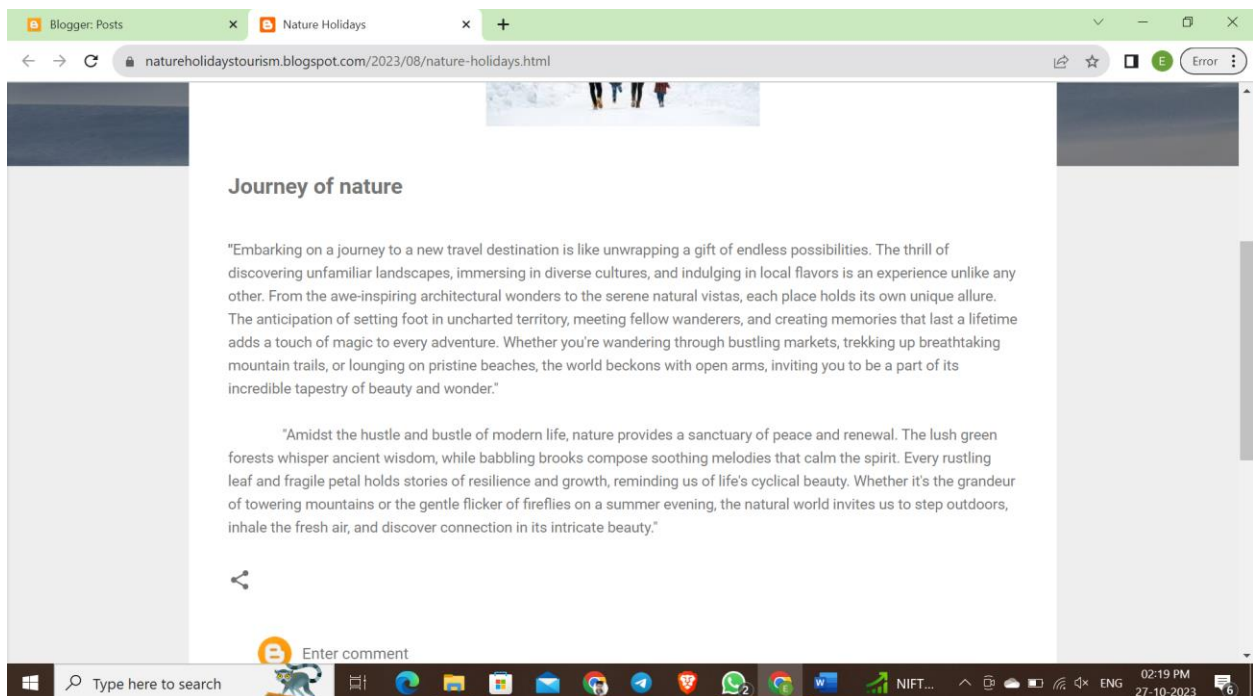 Blogger: Posts
Nature Holidays
natureholidaystourism.blogspot.com/2023/08/nature-holidays.html
E
Error
Journey of nature
"Embarking on a journey to a new travel destination is like unwrapping a gift of endless possibilities. The thrill of
discovering unfamiliar landscapes, immersing in diverse cultures, and indulging in local flavors is an experience unlike any
other. From the awe-inspiring architectural wonders to the serene natural vistas, each place holds its own unique allure.
The anticipation of setting foot in uncharted territory, meeting fellow wanderers, and creating memories that last a lifetime
adds a touch of magic to every adventure. Whether you're wandering through bustling markets, trekking up breathtaking
mountain trails, or lounging on pristine beaches, the world beckons with open arms, inviting you to be a part of its
incredible tapestry of beauty and wonder."
"Amidst the hustle and bustle of modern life, nature provides a sanctuary of peace and renewal. The lush green
forests whisper ancient wisdom, while babbling brooks compose soothing melodies that calm the spirit. Every rustling
leaf and fragile petal holds stories of resilience and growth, reminding us of life's cyclical beauty. Whether it's the grandeur
of towering mountains or the gentle flicker of fireflies on a summer evening, the natural world invites us to step outdoors,
inhale the fresh air, and discover connection in its intricate beauty."
Enter comment
Type here to search
2
W
NIFT...
ENG
02:19 PM
27-10-2023
6